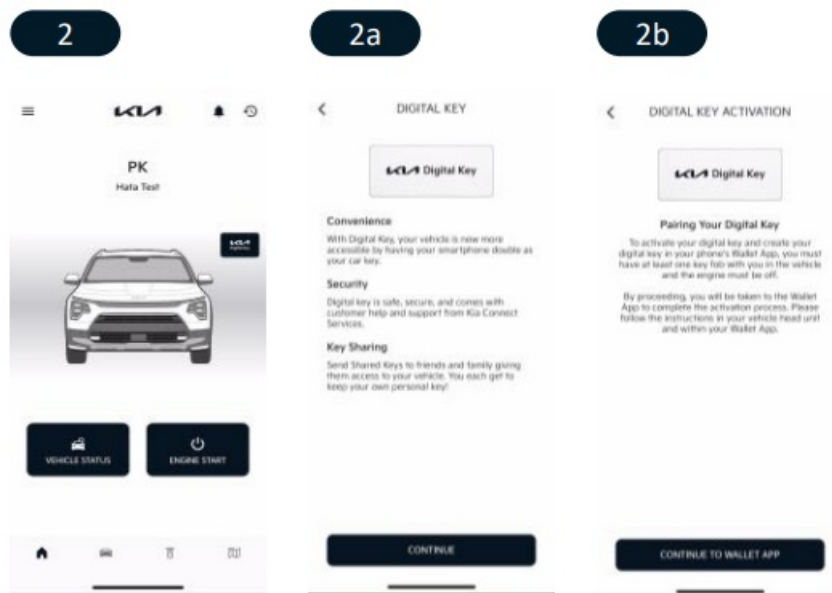 2
KIA
PK
Hata Test
KIA
VEHICLE STATUS
ENGINE START
2a
DIGITAL KEY
KIA Digital Key
Convenience
With Digital Key, your vehicle is now more
accessible by having your smartphone double as
your car key.
Security
Digital key is safe, secure, and comes with
customer help and support from Kia Connect
Services.
Key Sharing
Send Shared Keys to friends and family giving
them access to your vehicle. You each get to
keep your own personal key!
CONTINUE
2b
DIGITAL KEY ACTIVATION
KIA Digital Key
Pairing Your Digital Key
To activate your digital key and create your
digital key in your phone's Wallet App, you must
have at least one key fob with you in the vehicle
and the engine must be off.
By proceeding, you will be taken to the Wallet
App to complete the activation process. Please
follow the instructions in your vehicle head unit
and within your Wallet App.
CONTINUE TO WALLET APP